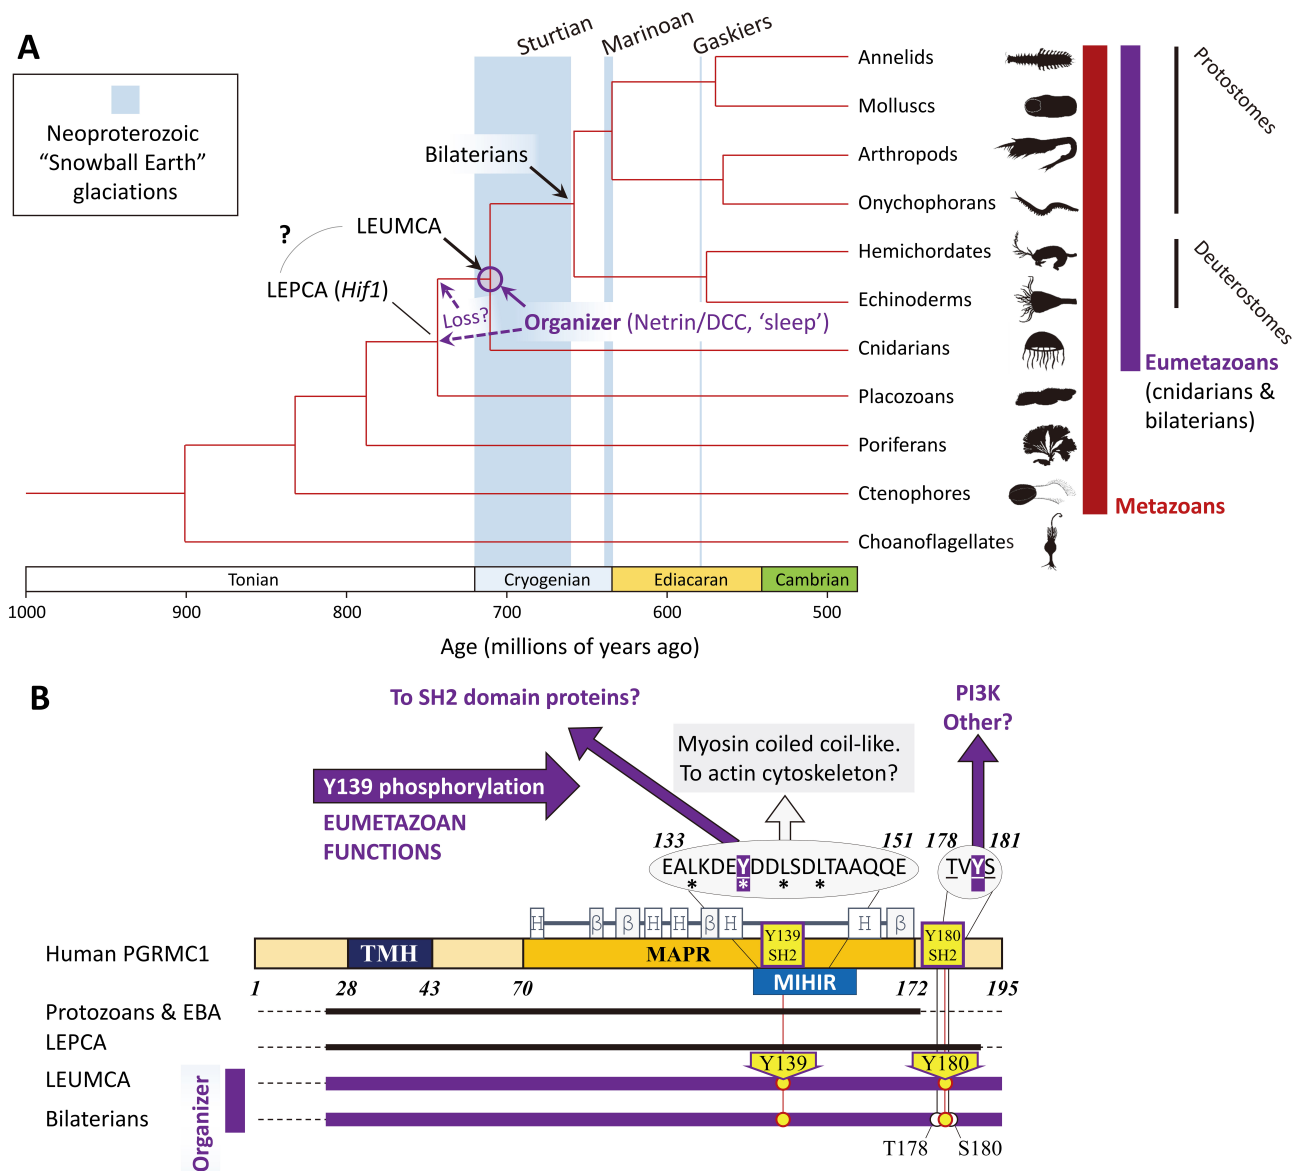 A
Sturtian
Marinoan
Gaskiers
Neoproterozoic
“Snowball Earth”
glaciations
Annelids
Molluscs
Arthropods
Onychophorans
Hemichordates
Echinoderms
Cnidarians
Placozoans
Poriferans
Ctenophores
Choanoflagellates
Protostomes
Deuterostomes
Eumetazoans
(cnidarians &
bilaterians)
Metazoans
Bilaterians
LEUMCA
?
LEPCA (Hif1)
Loss?
Organizer (Netrin/DCC, ‘sleep’)
Tonian
Cryogenian
Ediacaran
Cambrian
1000
900
800
700
600
500
Age (millions of years ago)
B
To SH2 domain proteins?
PI3K
Other?
Myosin coiled coil-like.
To actin cytoskeleton?
Y139 phosphorylation
EUMETAZOAN
FUNCTIONS
133
151
178
181
EALKDEYDDLSDLTAAQQE
* * * *
TVYS
H
β
β
H
H
β
H
H
β
Human PGRMC1
TMH
MAPR
Y139
SH2
Y180
SH2
MIHIR
1
28
43
70
172
195
Protozoans & EBA
LEPCA
LEUMCA
Bilaterians
Organizer
Y139
Y180
T178
S180